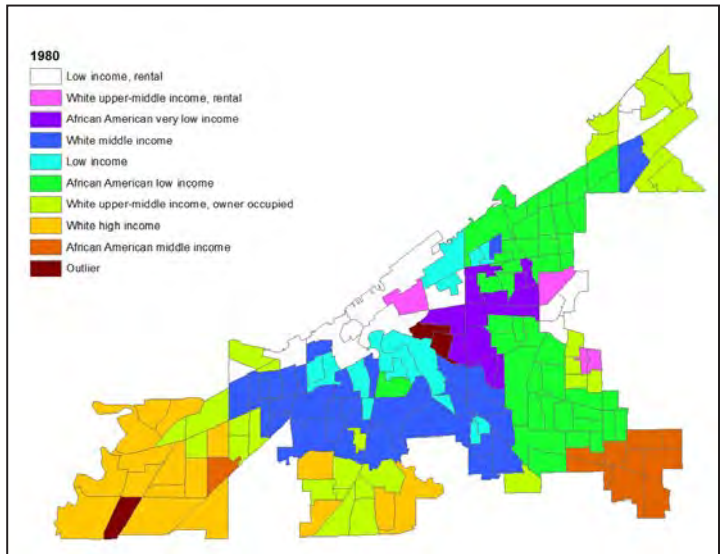 1980
Low income, rental
White upper-middle income, rental
African American very low income
White middle income
Low income
African American low income
White upper-middle income, owner occupied
White high income
African American middle income
Outlier